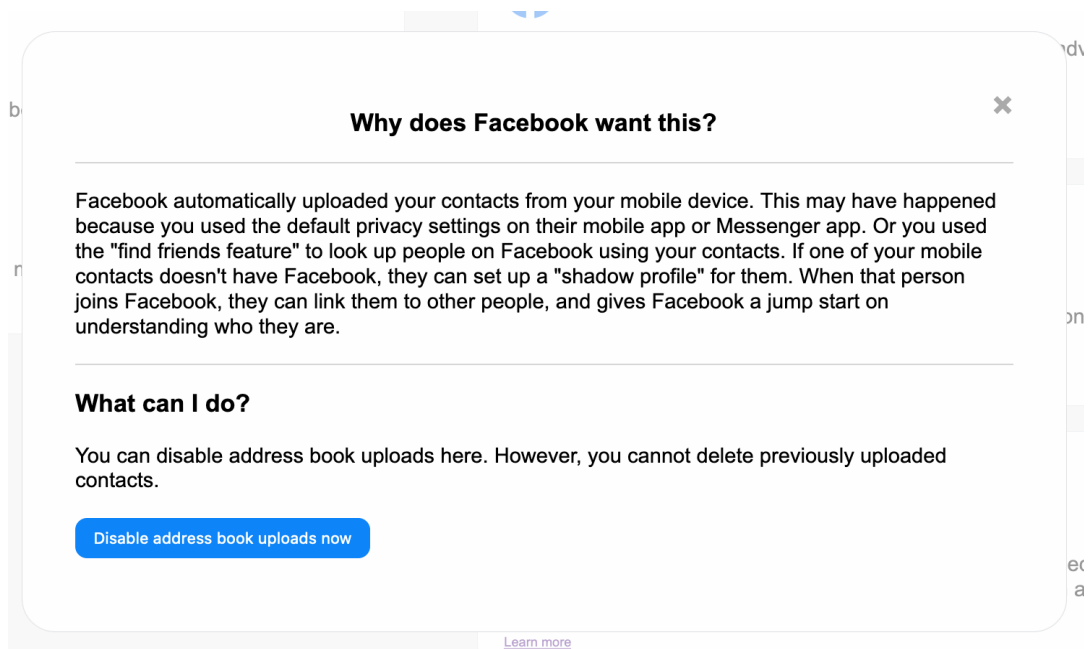 Why does Facebook want this?
Facebook automatically uploaded your contacts from your mobile device. This may have happened
because you used the default privacy settings on their mobile app or Messenger app. Or you used
the "find friends feature" to look up people on Facebook using your contacts. If one of your mobile
contacts doesn't have Facebook, they can set up a "shadow profile" for them. When that person
joins Facebook, they can link them to other people, and gives Facebook a jump start on
understanding who they are.
What can I do?
You can disable address book uploads here. However, you cannot delete previously uploaded
contacts.
Disable address book uploads now
Learn more